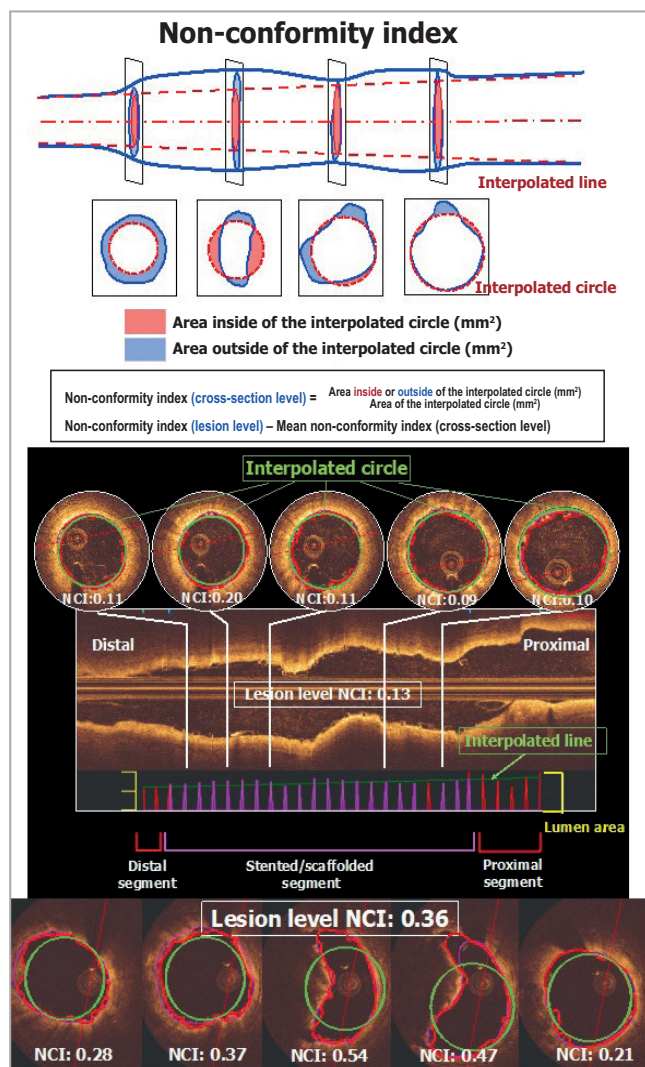 Non-conformity index
Interpolated line
Interpolated circle
Area inside of the interpolated circle (mm²)
Area outside of the interpolated circle (mm²)
Non-conformity index (cross-section level) = Area inside or outside of the interpolated circle (mm²)
Area of the interpolated circle (mm²)
Non-conformity index (lesion level) – Mean non-conformity index (cross-section level)
Interpolated circle
NCI:0.11 NCI:0.20 NCI:0.11 NCI:0.09 NCI:0.10
Distal Proximal
Lesion level NCI: 0.13
Interpolated line
Lumen area
Distal segment
Stented/scaffolded segment
Proximal segment
Lesion level NCI: 0.36
NCI: 0.28 NCI: 0.37 NCI: 0.54 NCI: 0.47 NCI: 0.21